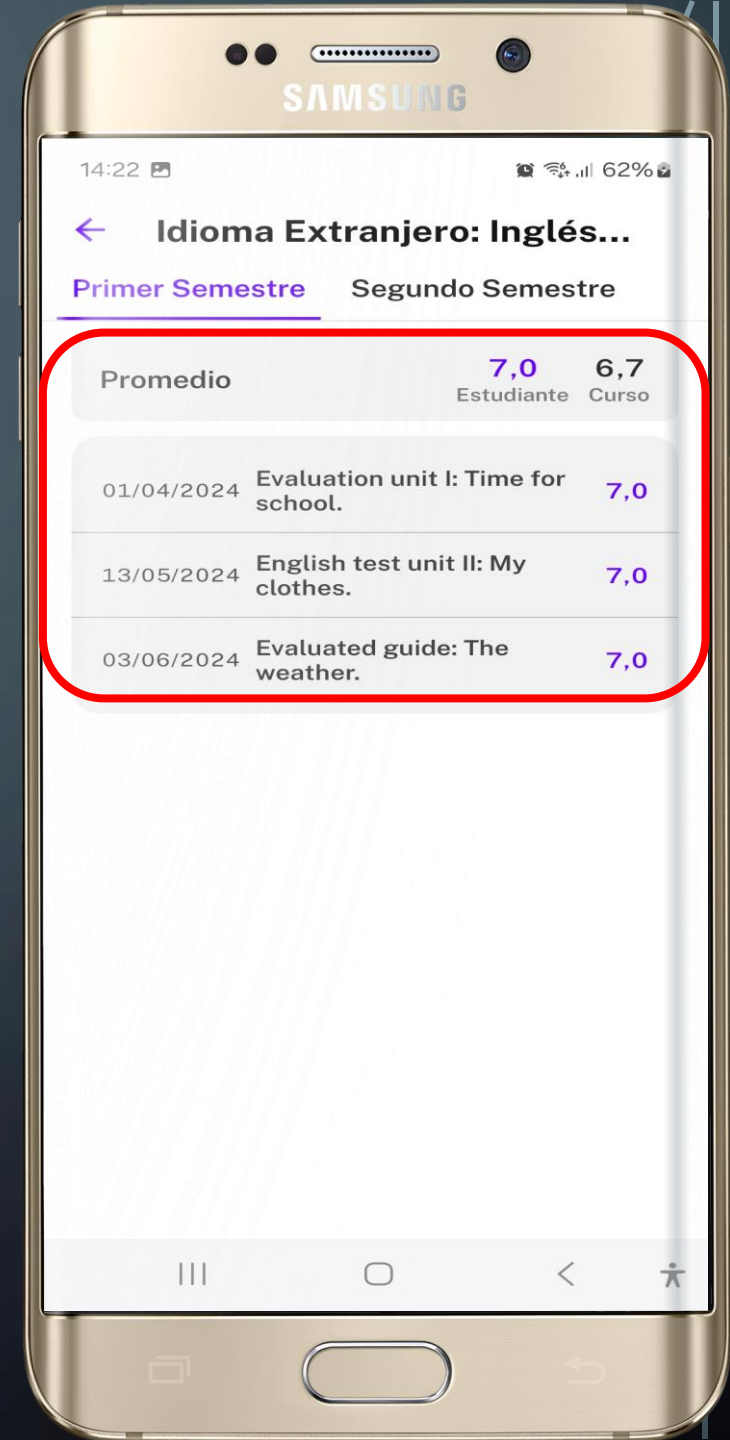 SAMSUNG
14:22 62%
Idioma Extranjero: Inglés...
Primer Semestre Segundo Semestre
Promedio 7,0 6,7
Estudiante Curso
01/04/2024 Evaluation unit I: Time for school. 7,0
13/05/2024 English test unit II: My clothes. 7,0
03/06/2024 Evaluated guide: The weather. 7,0